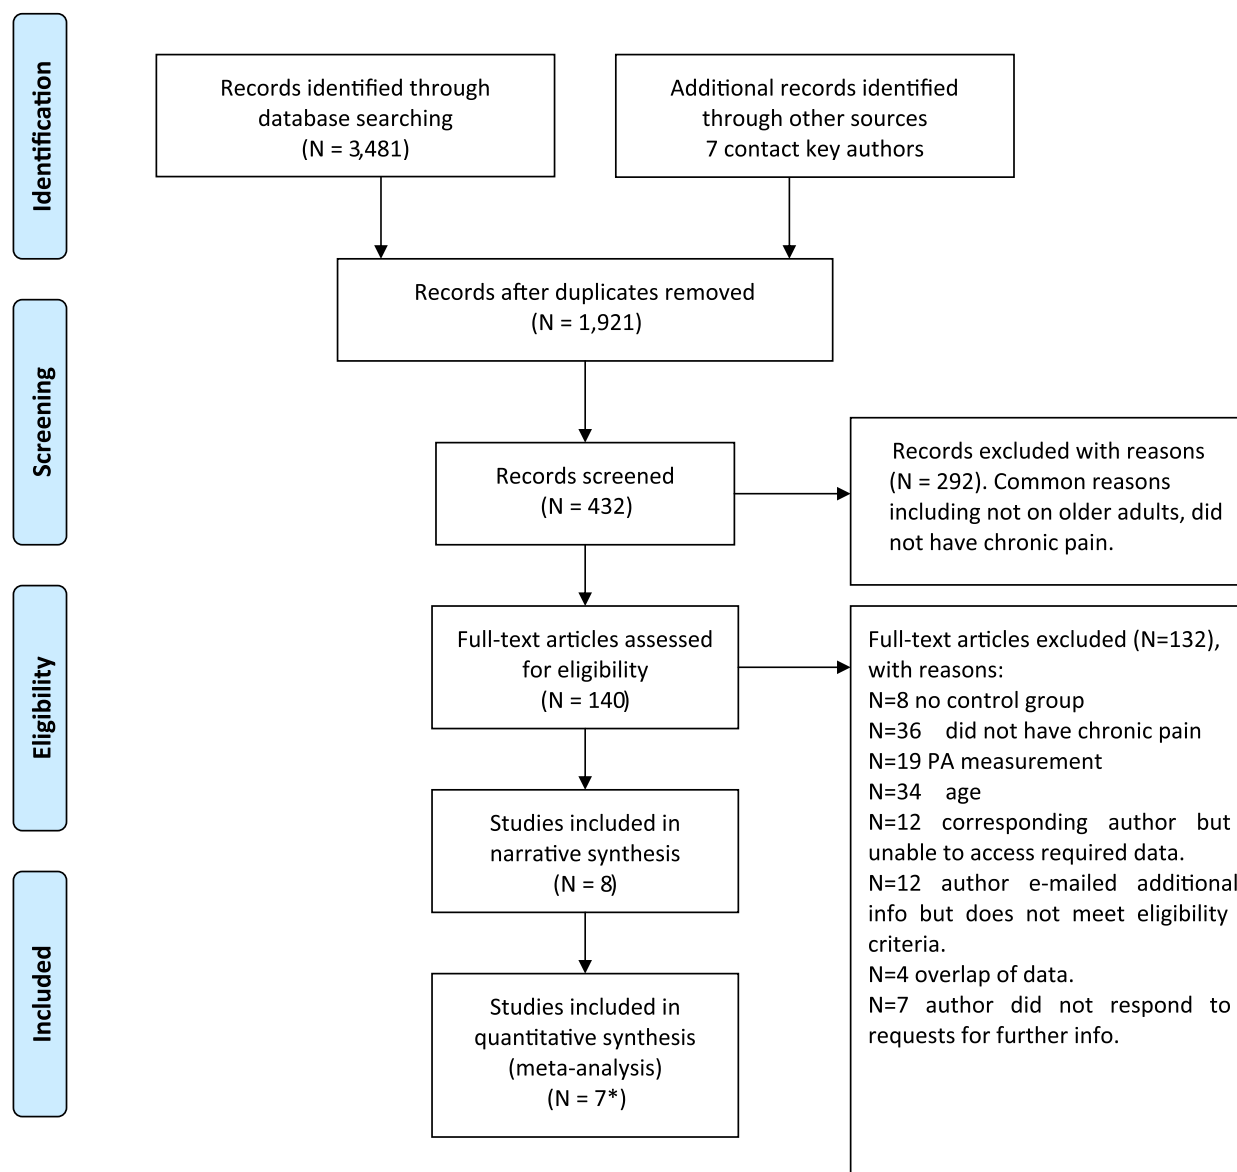 Identification
Records identified through
database searching
(N = 3,481)
Additional records identified
through other sources
7 contact key authors
Records after duplicates removed
(N = 1,921)
Screening
Records screened
(N = 432)
Records excluded with reasons
(N = 292). Common reasons
including not on older adults, did
not have chronic pain.
Eligibility
Full-text articles assessed
for eligibility
(N = 140)
Full-text articles excluded (N=132),
with reasons:
N=8 no control group
N=36 did not have chronic pain
N=19 PA measurement
N=34 age
N=12 corresponding author but
unable to access required data.
N=12 author e-mailed additional
info but does not meet eligibility
criteria.
N=4 overlap of data.
N=7 author did not respond to
requests for further info.
Studies included in
narrative synthesis
(N = 8)
Included
Studies included in
quantitative synthesis
(meta-analysis)
(N = 7*)